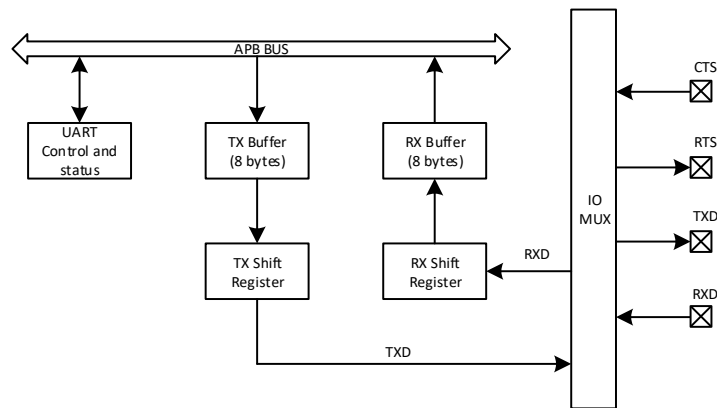 APB BUS
UART
Control and
status
TX Buffer
(8 bytes)
RX Buffer
(8 bytes)
TX Shift
Register
RX Shift
Register
RXD
TXD
IO
MUX
CTS
RTS
TXD
RXD